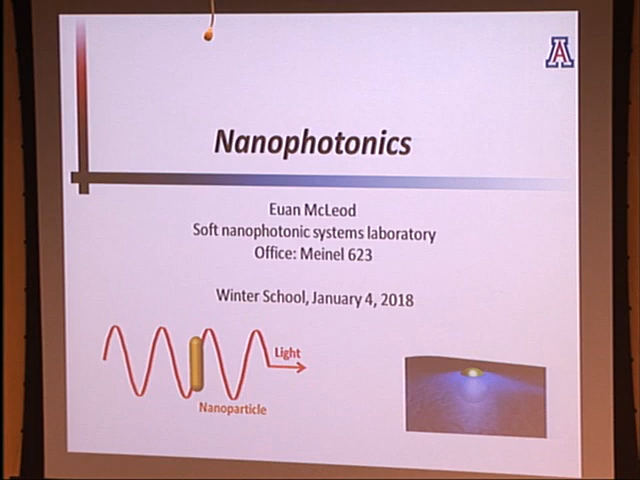 A
Nanophotonics
Euan McLeod
Soft nanophotonic systems laboratory
Office: Meinel 623
Winter School, January 4, 2018
Light
Nanoparticle